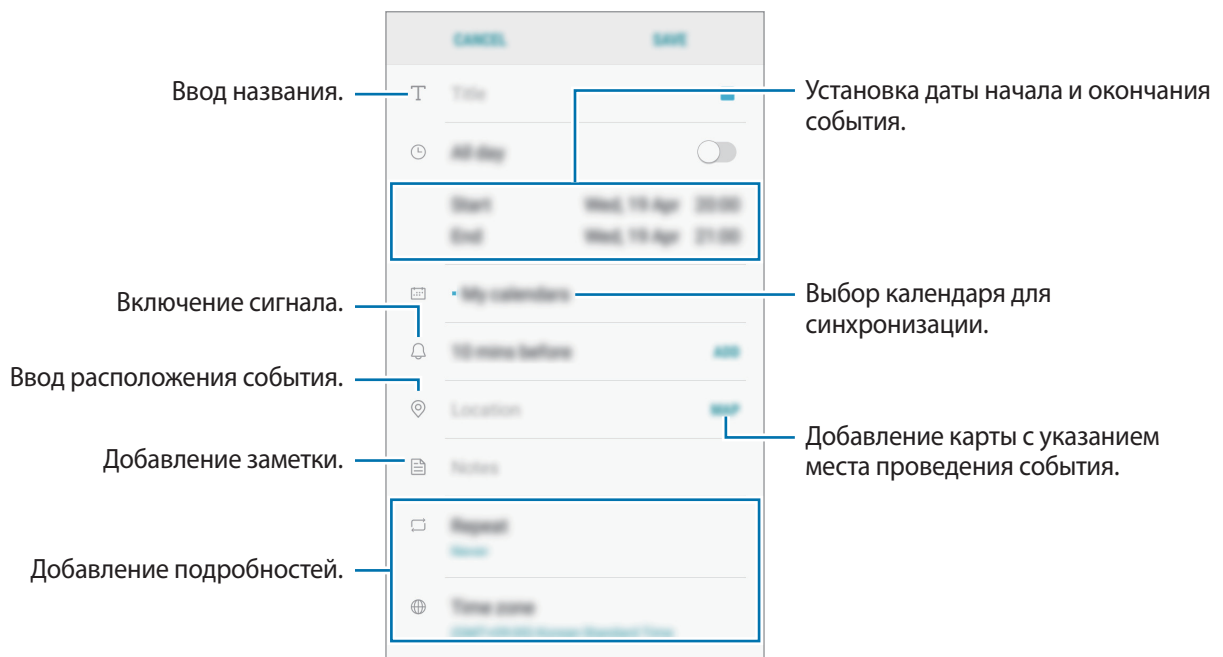 CANCEL SAVE
Ввод названия.
Title
Установка даты начала и окончания
события.
All day
Start Wed, 19 Apr 20:00
End Wed, 19 Apr 21:00
Включение сигнала.
My calendars
Выбор календаря для
синхронизации.
10 mins before ADD
Ввод расположения события.
Location MAP
Добавление карты с указанием
места проведения события.
Добавление заметки.
Notes
Repeat
Never
Добавление подробностей.
Time zone